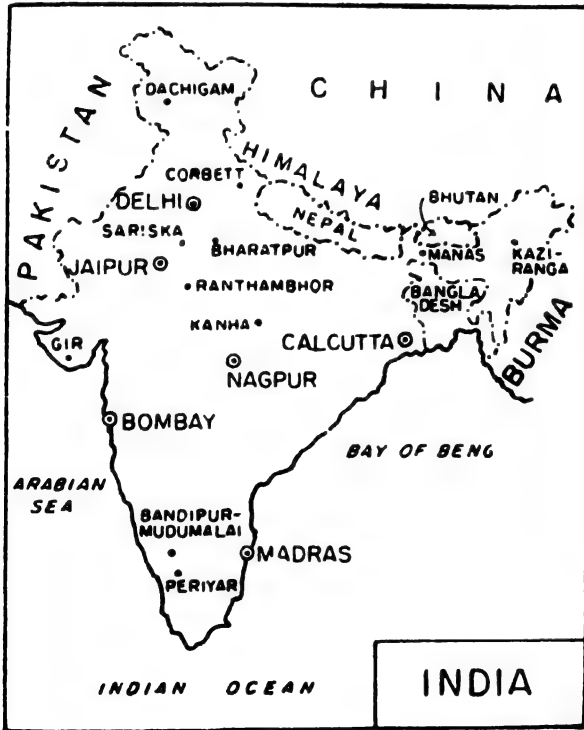 DACHIGAM
CHINA
PAKISTAN
HIMALAYA
CORBETT
DELHI
NEPAL
BHUTAN
SARISKA
BHARATPUR
MANAS
KAZI-
RANGA
JAIPUR
RANTHAMBHOR
BANGLA
DESH
KANHA
CALCUTTA
BURMA
GIR
NAGPUR
BOMBAY
BAY OF BENG
ARABIAN
SEA
BANDIPUR-
MUDUMALAI
MADRAS
PERIYAR
INDIAN OCEAN
INDIA